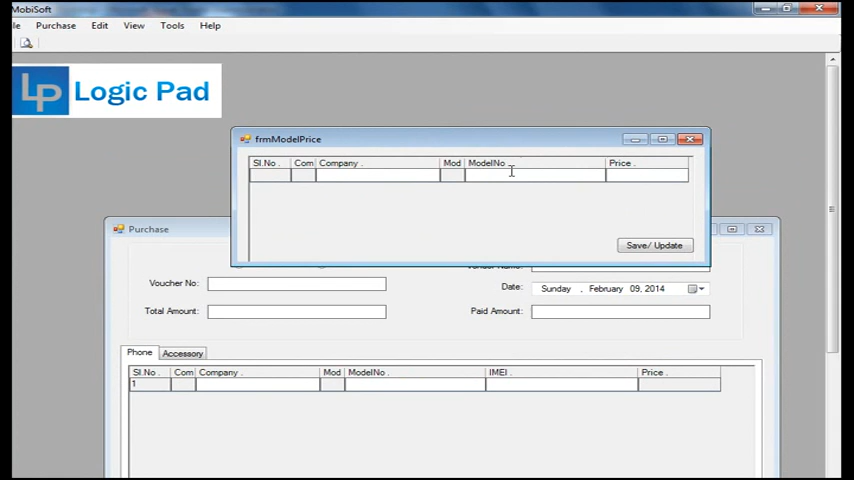 MobiSoft
le Purchase Edit View Tools Help
LP Logic Pad
frmModelPrice
Sl.No . Com Company . Mod ModelNo . Price .
Save/ Update
Purchase
Voucher No:
Date: Sunday , February 09, 2014
Total Amount: Paid Amount:
Phone Accessory
Sl.No . Com Company . Mod ModelNo . IMEI . Price .
1